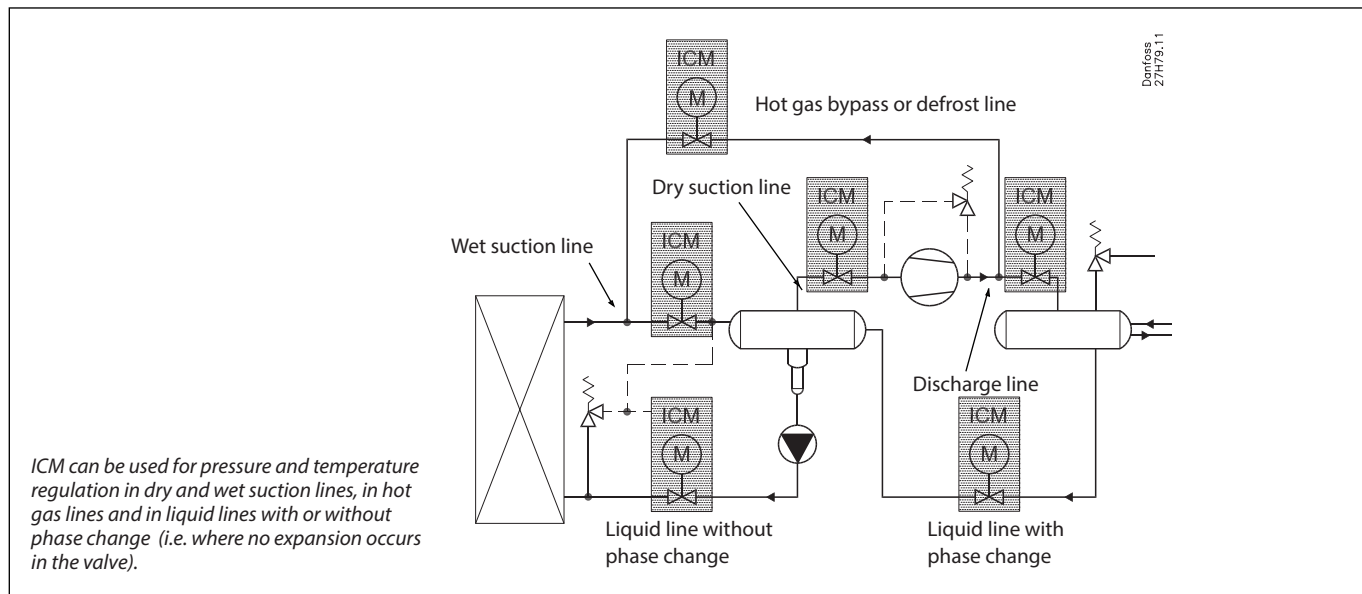 ICM
M
Danfoss
27H79.11
Hot gas bypass or defrost line
Dry suction line
ICM
M
ICM
M
Wet suction line
ICM
M
Discharge line
ICM
M
ICM
M
Liquid line without
phase change
Liquid line with
phase change
ICM can be used for pressure and temperature
regulation in dry and wet suction lines, in hot
gas lines and in liquid lines with or without
phase change  (i.e. where no expansion occurs
in the valve).